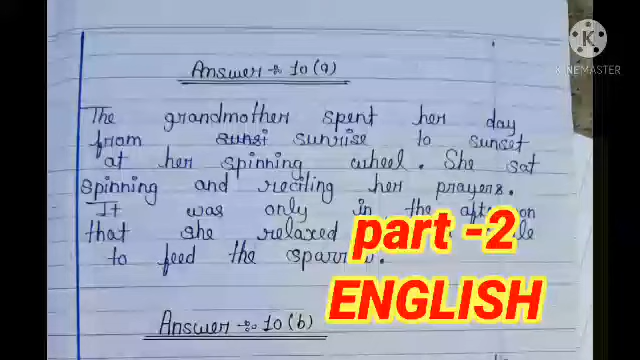 K
KINEMASTER
Answer :- 10 (a)
The grandmother spent her day
from sunsi sunrise to sunset
at her spinning wheel. She sat
spinning and reciting her prayers.
It was only in the afternoon
that she relaxed
to feed the sparr
part -2
ENGLISH
Answer :- 10 (b)